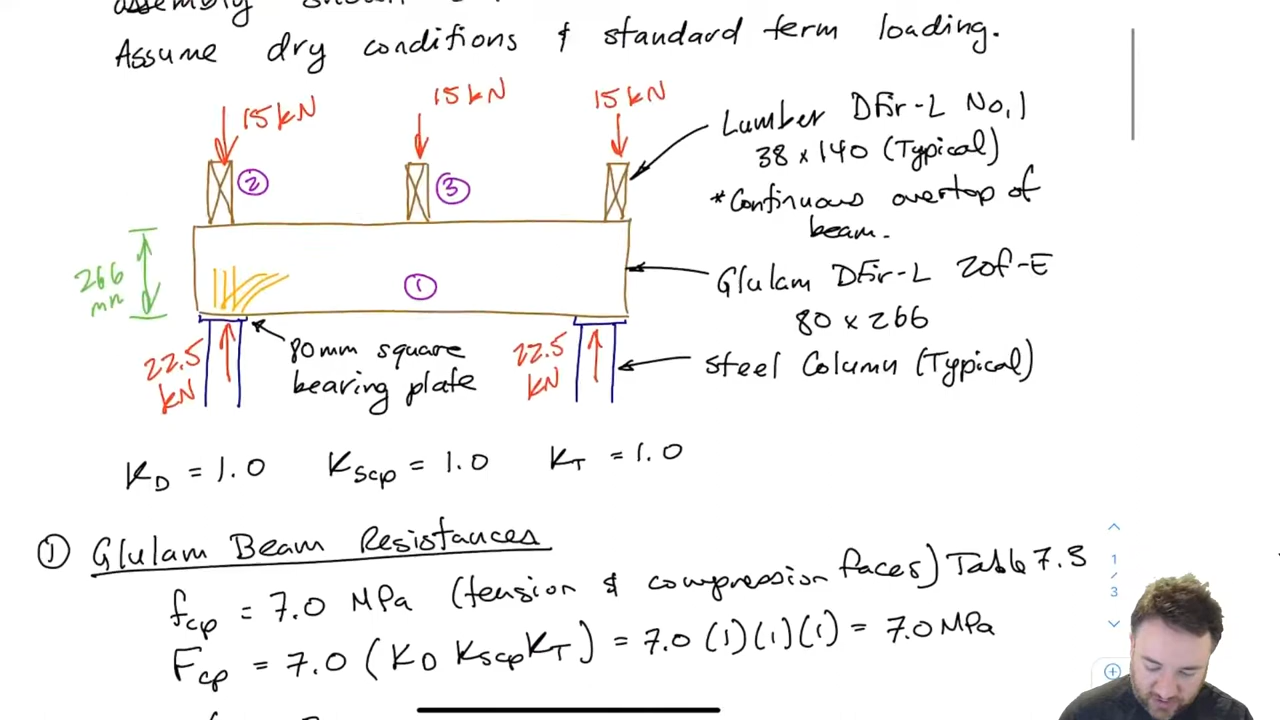 assembly shown
Assume dry conditions & standard term loading.
15 kN
15 kN
15 kN
Lumber DFir-L No.1
38 x 140 (Typical)
*Continuous overtop of
beam.
2
3
266
mm
1
Glulam DFir-L 20f-E
80 x 266
80mm square
bearing plate
22.5
kN
22.5
kN
Steel Column (Typical)
KD = 1.0 KScp = 1.0 KT = 1.0
1 Glulam Beam Resistances
fcp = 7.0 MPa (tension & compression faces) Table 7.3
Fcp = 7.0 (KD KScp KT) = 7.0 (1)(1)(1) = 7.0 MPa
1
/
3